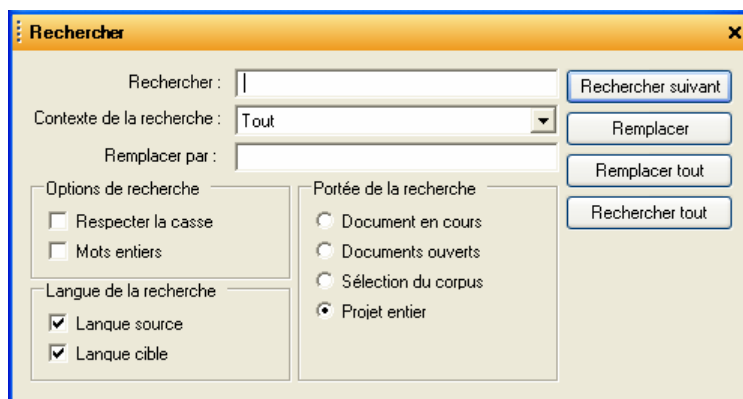 Rechercher
Rechercher :
Rechercher suivant
Contexte de la recherche :
Tout
Remplacer
Remplacer par :
Remplacer tout
Options de recherche
Portée de la recherche
Rechercher tout
Respecter la casse
Document en cours
Mots entiers
Documents ouverts
Langue de la recherche
Sélection du corpus
Langue source
Projet entier
Langue cible